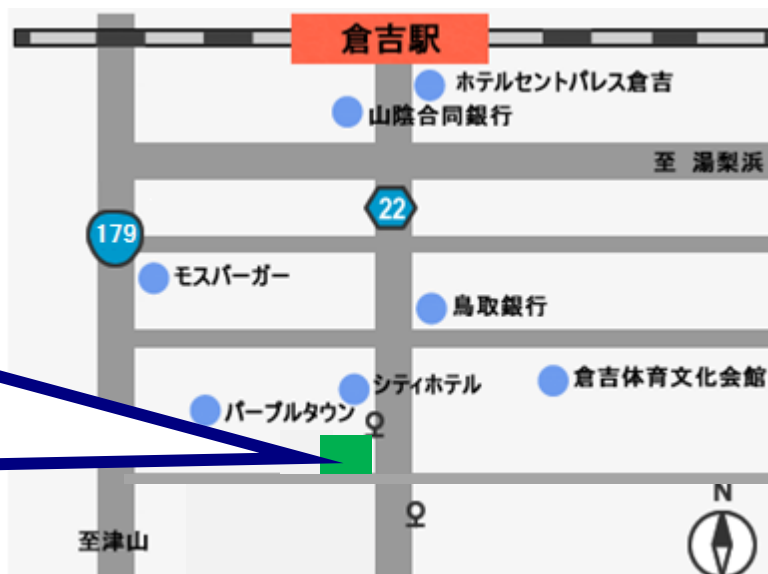 倉吉駅
ホテルセントパレス倉吉
山陰合同銀行
至 湯梨浜
22
179
モスバーガー
鳥取銀行
シティホテル
倉吉体育文化会館
パープルタウン
N
至津山